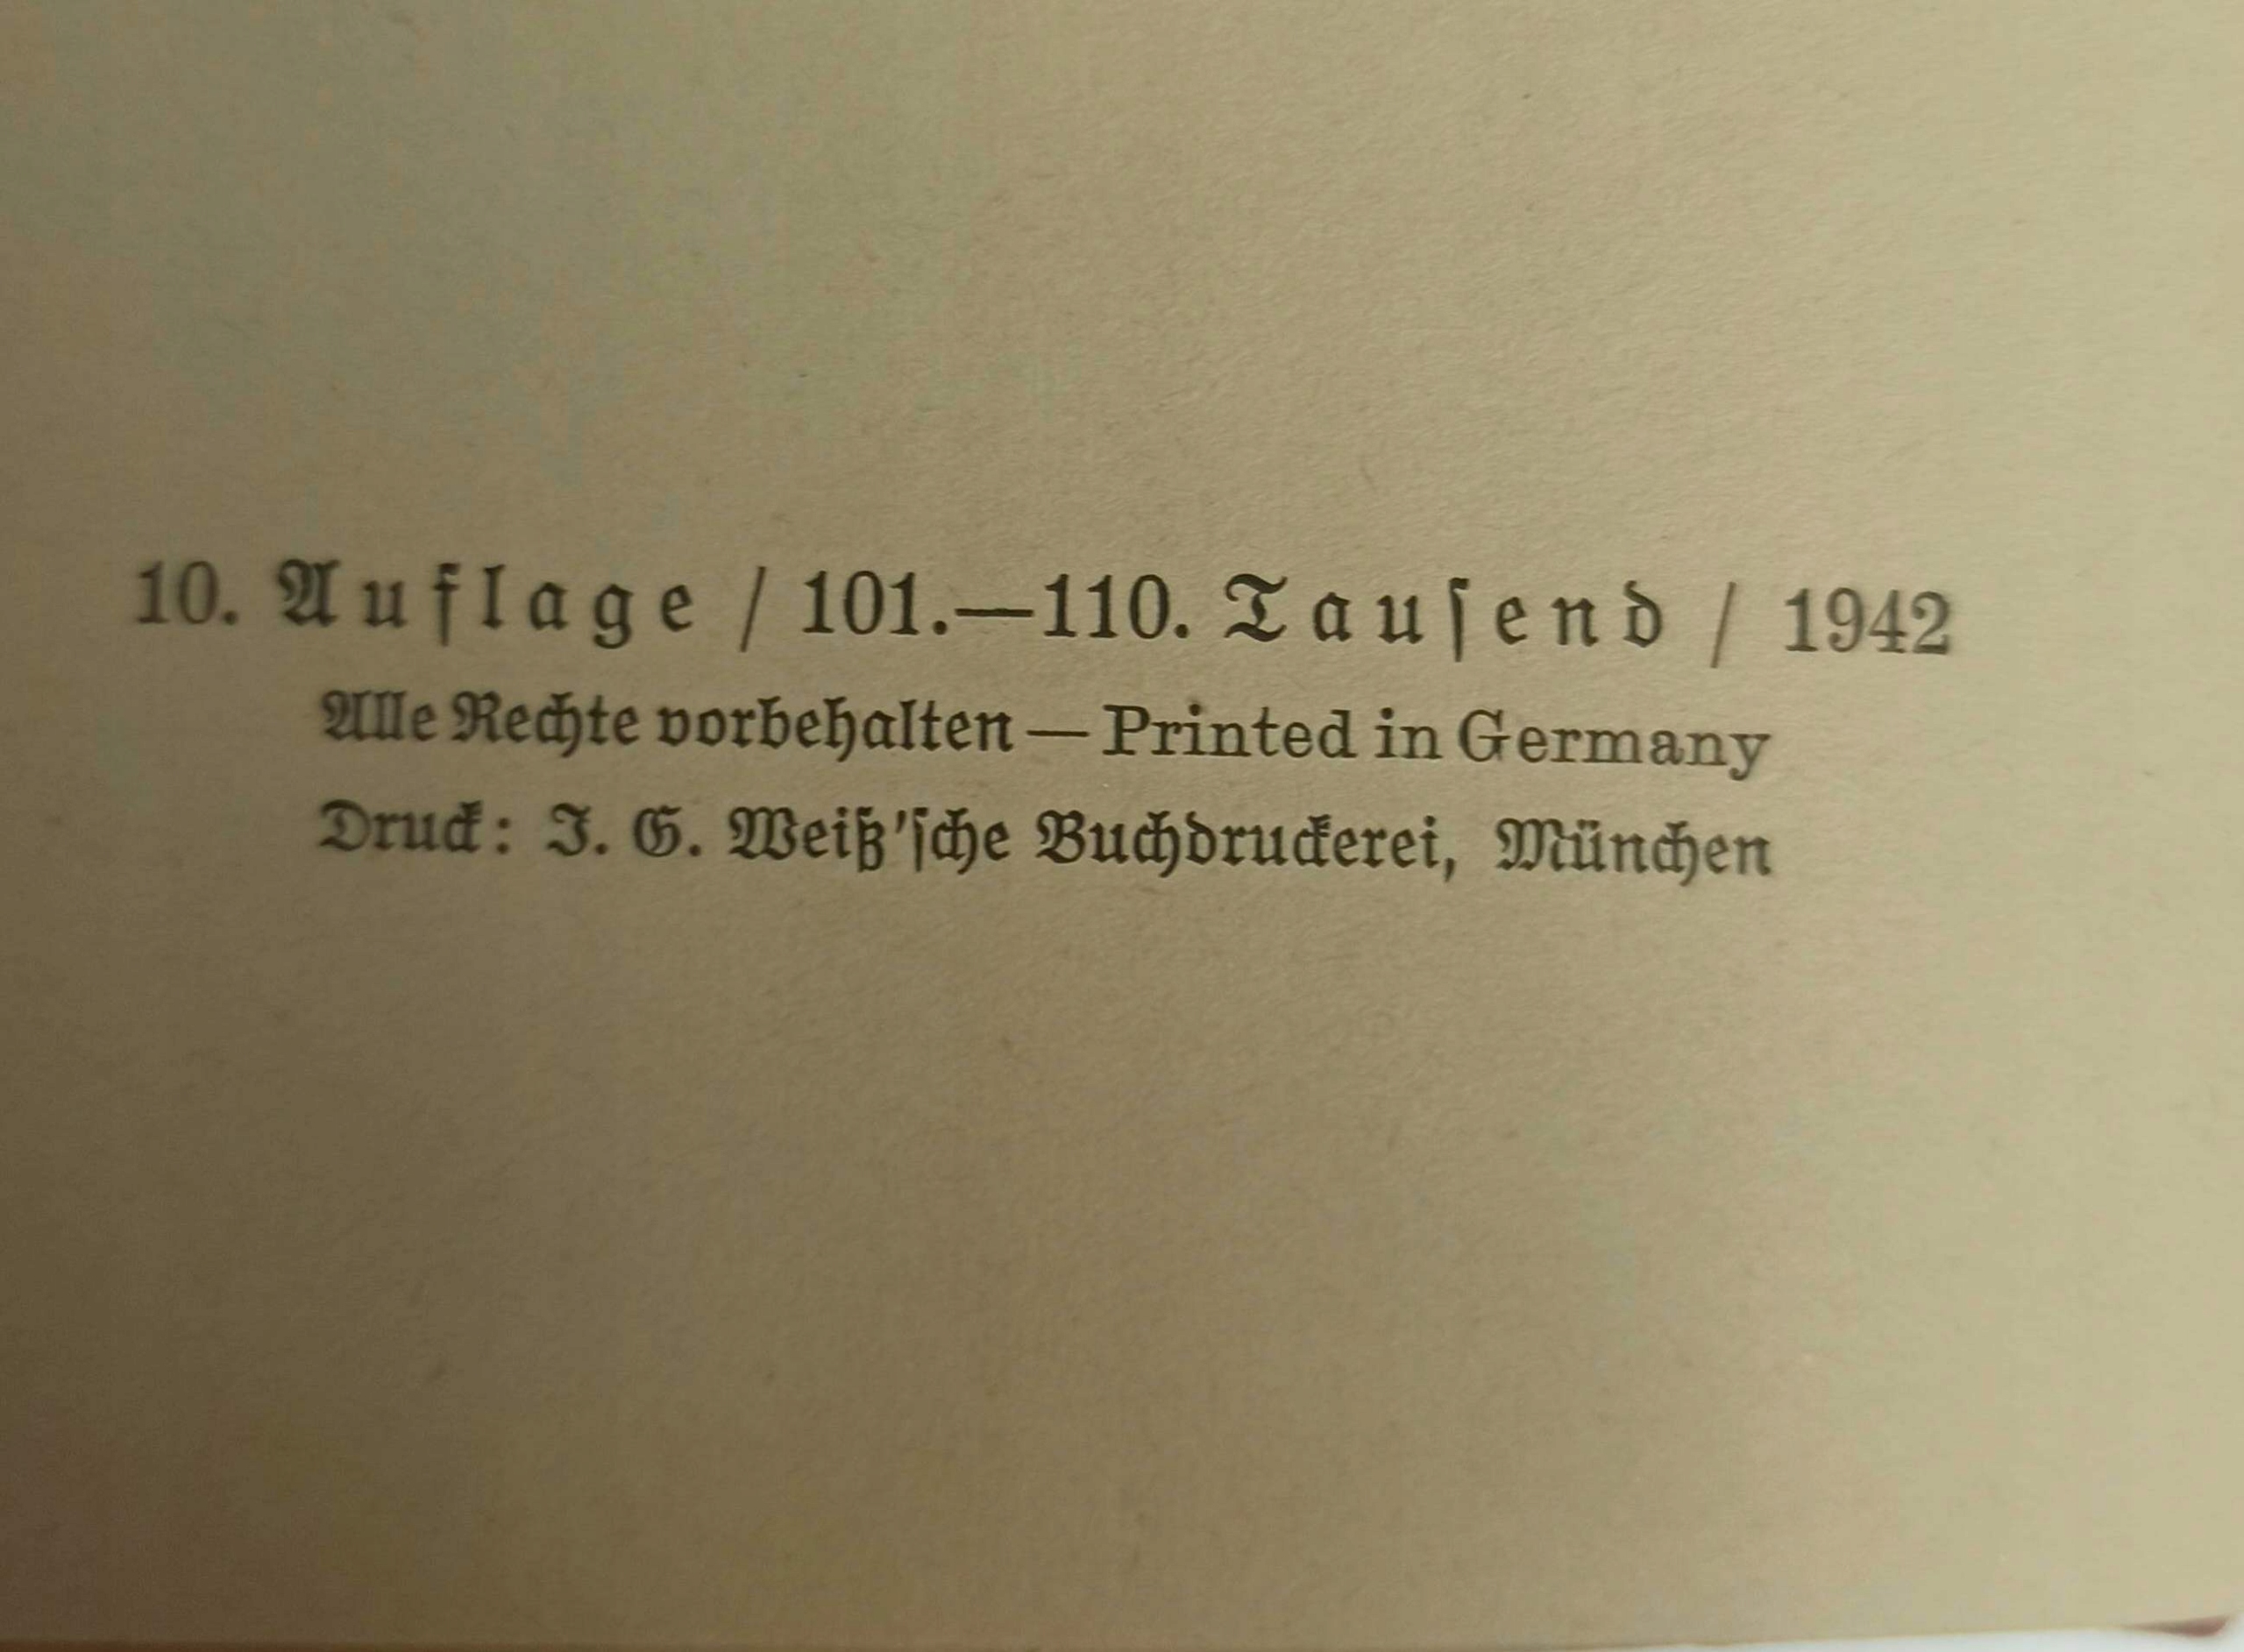 10. Auflage / 101.—110. Tauſend / 1942
Alle Rechte vorbehalten — Printed in Germany
Druck: J. G. Weiß'ſche Buchdruckerei, München